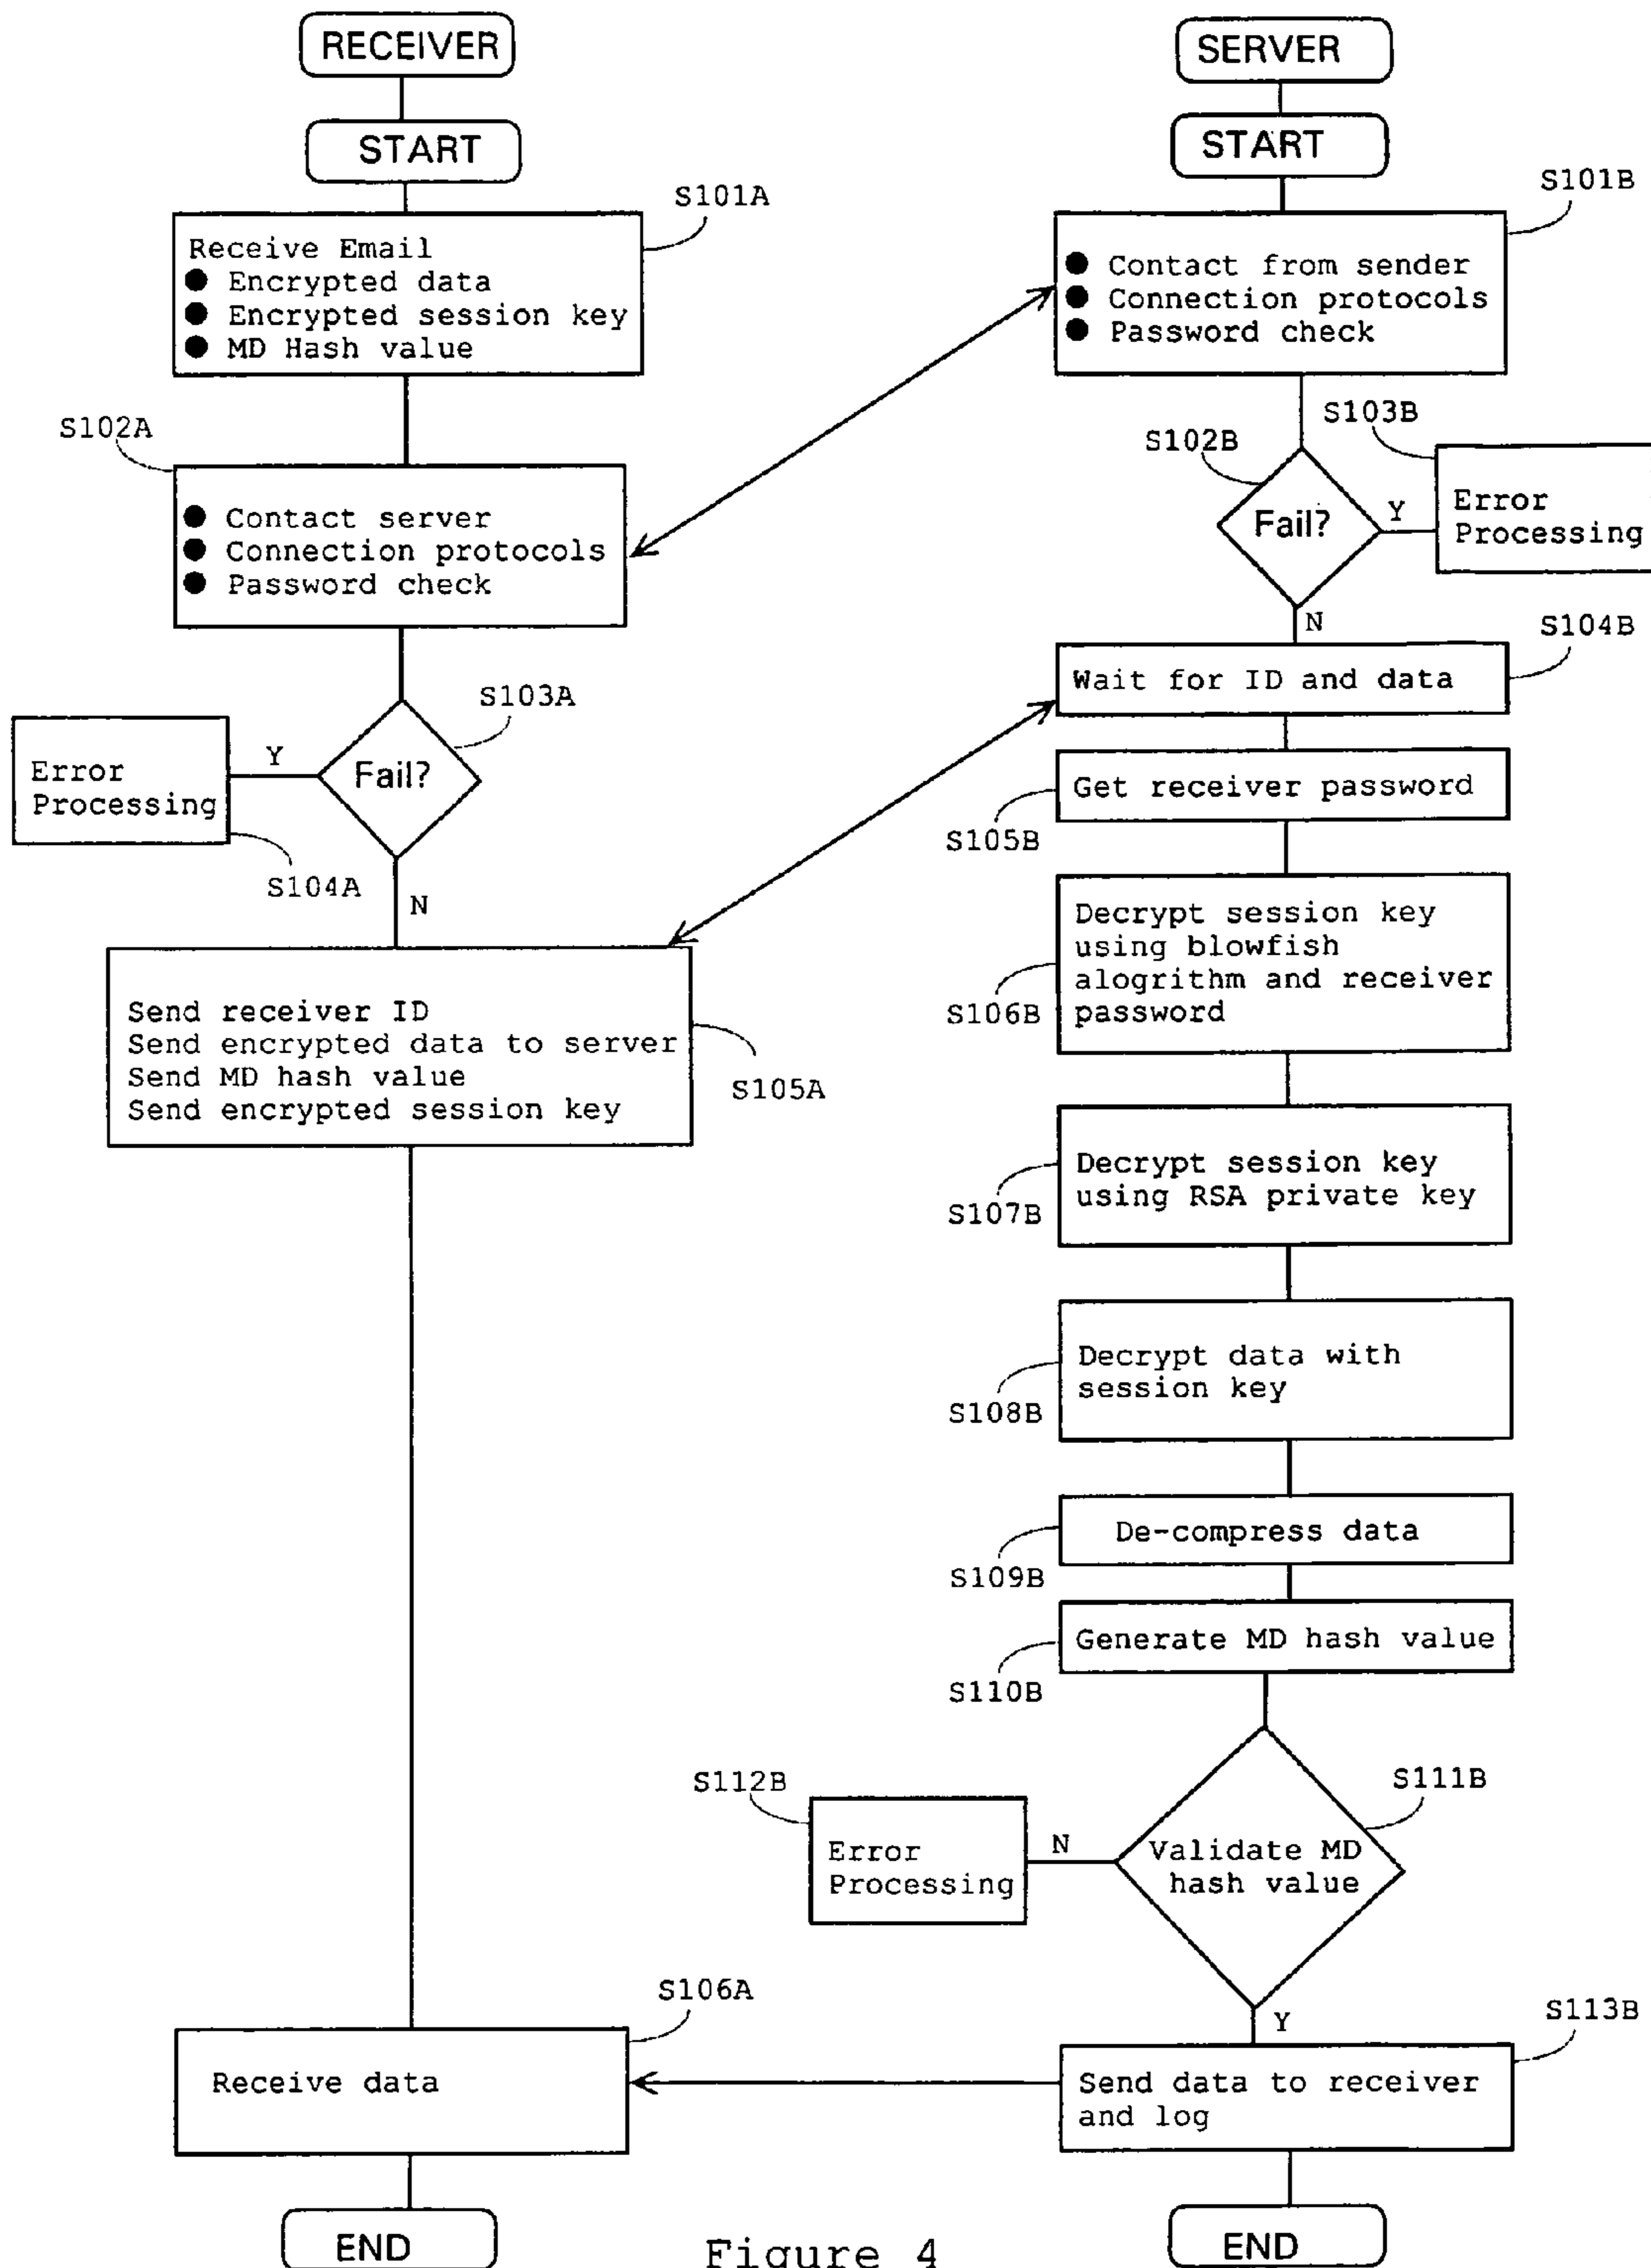 RECEIVER
START
S101A
Receive Email
● Encrypted data
● Encrypted session key
● MD Hash value
S102A
● Contact server
● Connection protocols
● Password check
S103A
Fail?
Y
Error
Processing
S104A
N
Send receiver ID
Send encrypted data to server
Send MD hash value
Send encrypted session key
S105A
S106A
Receive data
END
SERVER
START
S101B
● Contact from sender
● Connection protocols
● Password check
S102B
S103B
Fail?
Y
Error
Processing
N
S104B
Wait for ID and data
Get receiver password
S105B
Decrypt session key
using blowfish
alogrithm and receiver
password
S106B
Decrypt session key
using RSA private key
S107B
Decrypt data with
session key
S108B
De-compress data
S109B
Generate MD hash value
S110B
S111B
Validate MD
hash value
N
S112B
Error
Processing
Y
S113B
Send data to receiver
and log
END
Figure 4